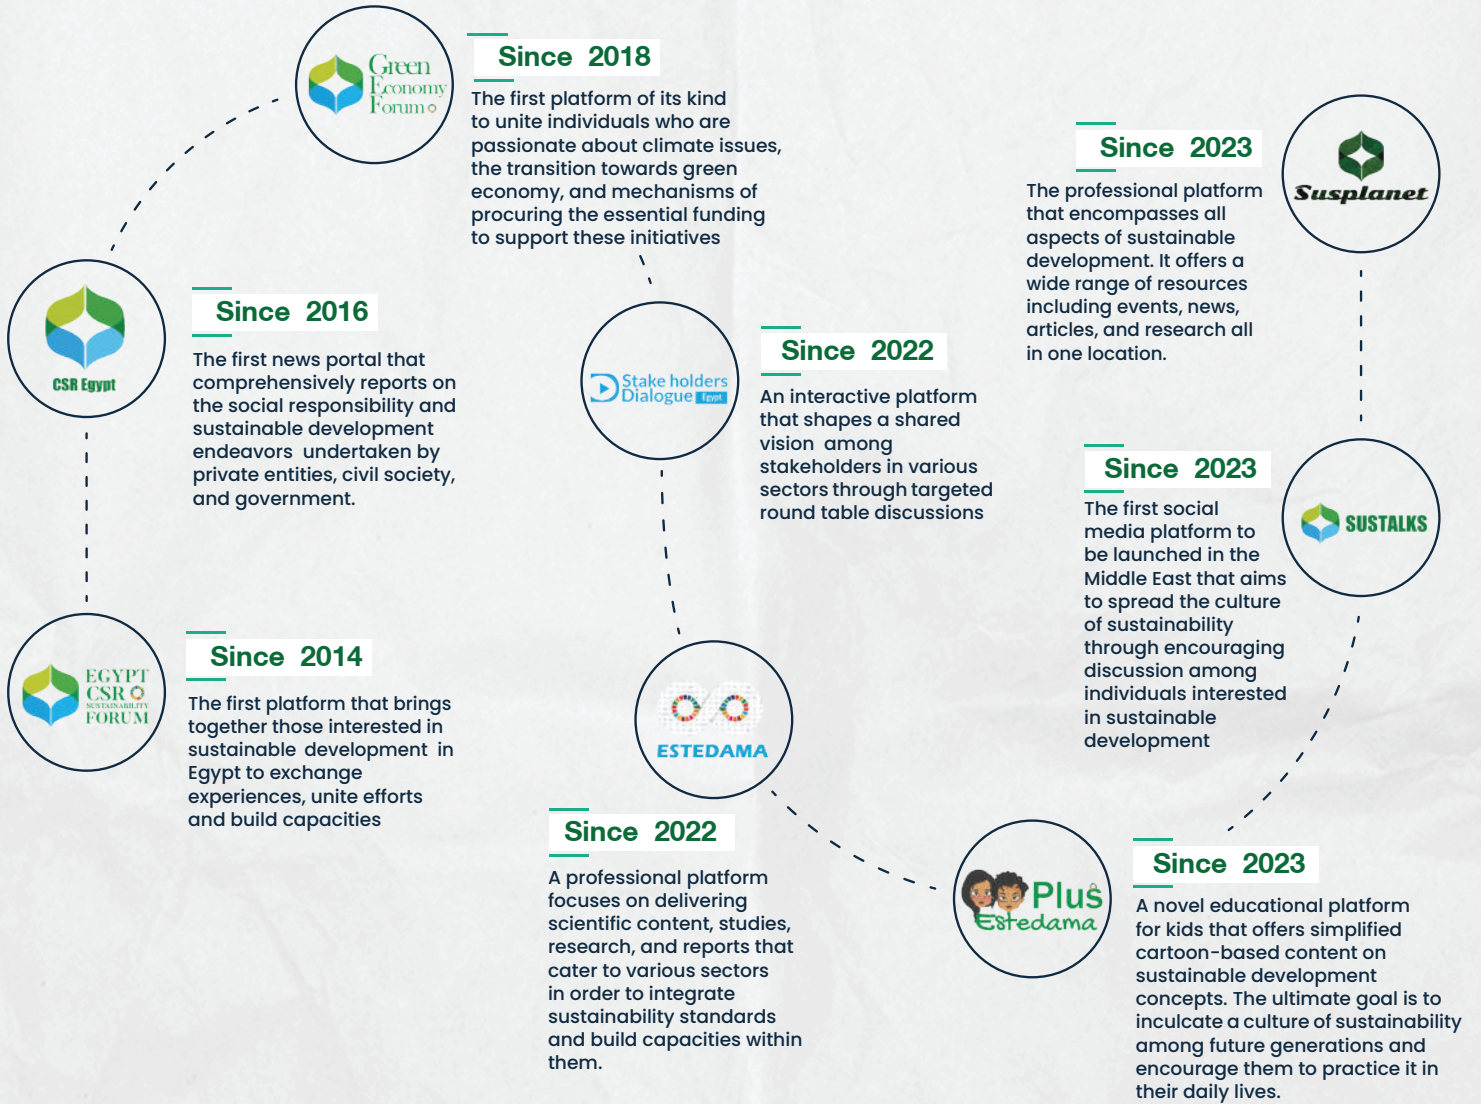 Green
Economy
Forum
Since 2018
The first platform of its kind
to unite individuals who are
passionate about climate issues,
the transition towards green
economy, and mechanisms of
procuring the essential funding
to support these initiatives
CSR Egypt
Since 2016
The first news portal that
comprehensively reports on
the social responsibility and
sustainable development
endeavors undertaken by
private entities, civil society,
and government.
EGYPT
CSR
SUSTAINABILITY
FORUM
Since 2014
The first platform that brings
together those interested in
sustainable development in
Egypt to exchange
experiences, unite efforts
and build capacities
Stake holders
Dialogue Egypt
Since 2022
An interactive platform
that shapes a shared
vision among
stakeholders in various
sectors through targeted
round table discussions
ESTEDAMA
Since 2022
A professional platform
focuses on delivering
scientific content, studies,
research, and reports that
cater to various sectors
in order to integrate
sustainability standards
and build capacities within
them.
Plus
Estedama
Since 2023
A novel educational platform
for kids that offers simplified
cartoon-based content on
sustainable development
concepts. The ultimate goal is to
inculcate a culture of sustainability
among future generations and
encourage them to practice it in
their daily lives.
SUSTALKS
Since 2023
The first social
media platform to
be launched in the
Middle East that aims
to spread the culture
of sustainability
through encouraging
discussion among
individuals interested
in sustainable
development
Susplanet
Since 2023
The professional platform
that encompasses all
aspects of sustainable
development. It offers a
wide range of resources
including events, news,
articles, and research all
in one location.